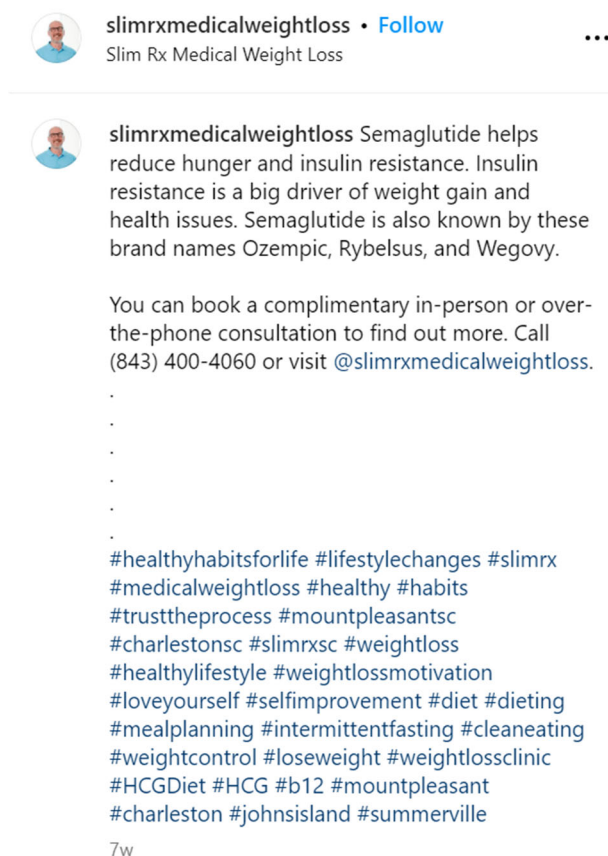 slimrxmedicalweightloss • Follow
Slim Rx Medical Weight Loss
slimrxmedicalweightloss Semaglutide helps
reduce hunger and insulin resistance. Insulin
resistance is a big driver of weight gain and
health issues. Semaglutide is also known by these
brand names Ozempic, Rybelsus, and Wegovy.
You can book a complimentary in-person or over-
the-phone consultation to find out more. Call
(843) 400-4060 or visit @slimrxmedicalweightloss.
.
.
.
.
.
.
#healthyhabitsforlife #lifestylechanges #slimrx
#medicalweightloss #healthy #habits
#trusttheprocess #mountpleasantsc
#charlestonsc #slimrxsc #weightloss
#healthylifestyle #weightlossmotivation
#loveyourself #selfimprovement #diet #dieting
#mealplanning #intermittentfasting #cleaneating
#weightcontrol #loseweight #weightlossclinic
#HCGDiet #HCG #b12 #mountpleasant
#charleston #johnsisland #summerville
7w